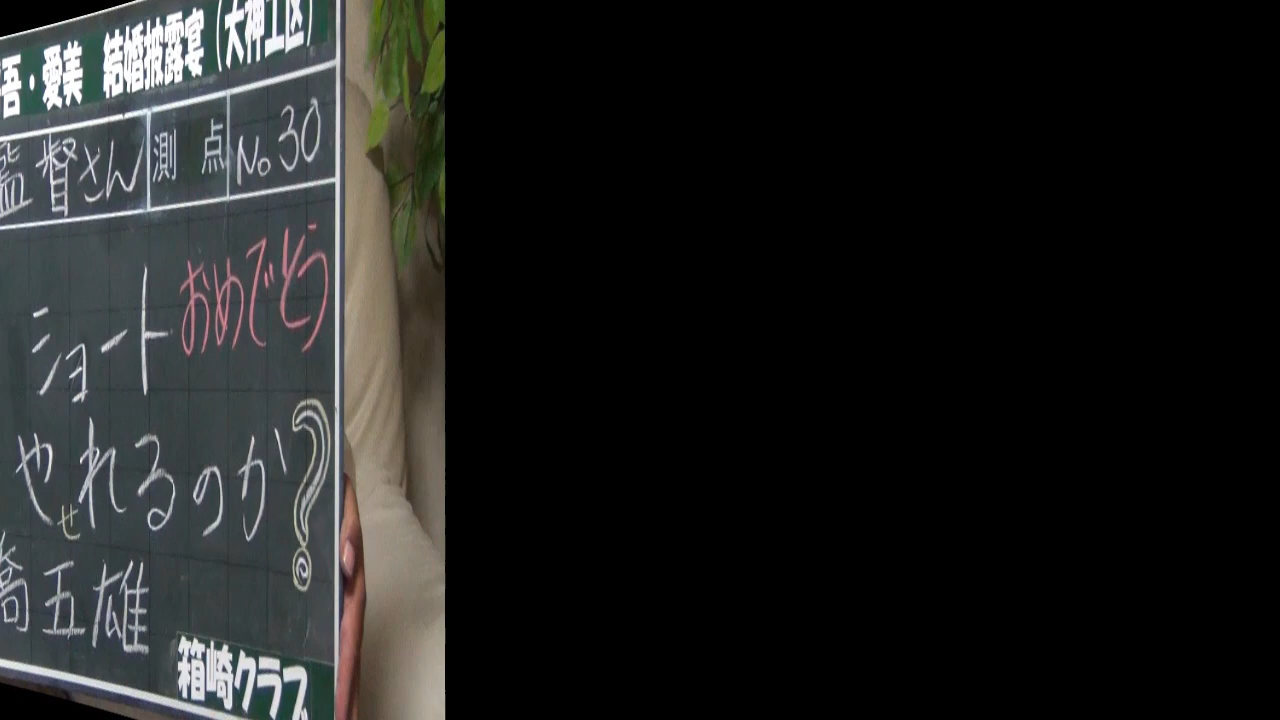 吾・愛美 結婚披露宴（大神工区）
監督さん 測点 No.30
おめでとう
ショート
やせれるのか?
橋五雄
箱崎クラブ